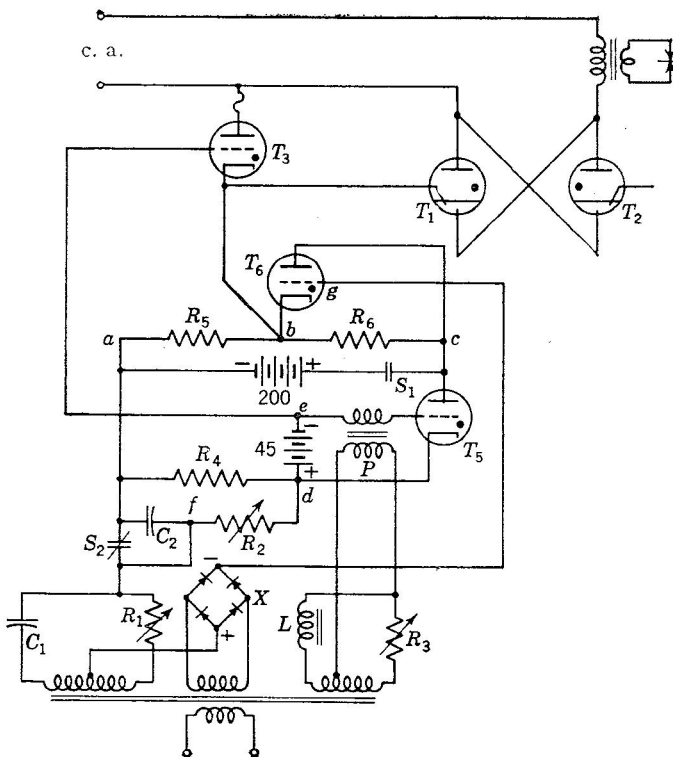 c. a.
T3
T1
T2
T6
g
R5
b
R6
a
c
− +
200
S1
e
−
45
+
R4
P
T5
d
f
C2
R2
S2
−
X
+
C1
R1
L
R3